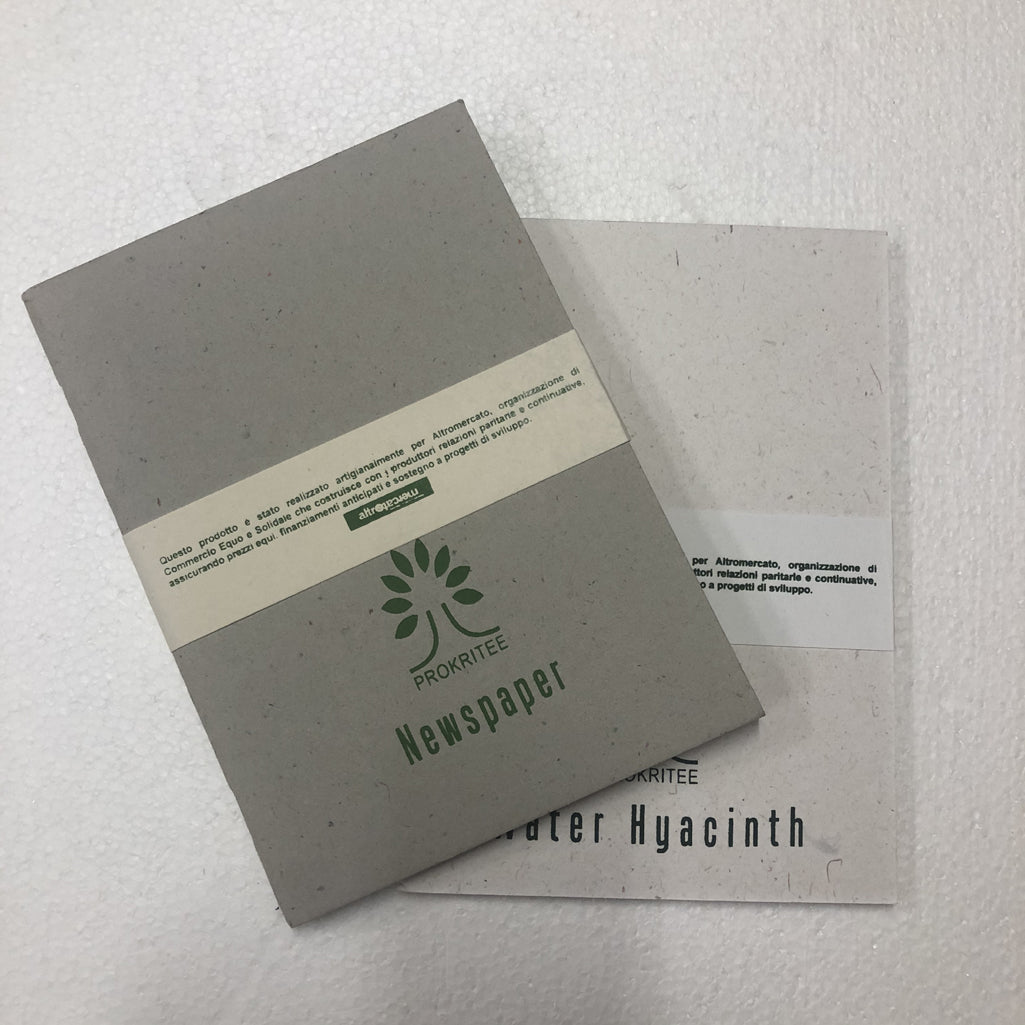 Questo prodotto è stato realizzato artigianalmente per Altromercato, organizzazione di
Commercio Equo e Solidale che costruisce con i produttori relazioni paritarie e continuative,
assicurando prezzi equi, finanziamenti anticipati e sostegno a progetti di sviluppo.
altromercato
PROKRITEE
Newspaper
per Altromercato, organizzazione di
ttori relazioni paritarie e continuative,
o a progetti di sviluppo.
OKRITEE
Water Hyacinth